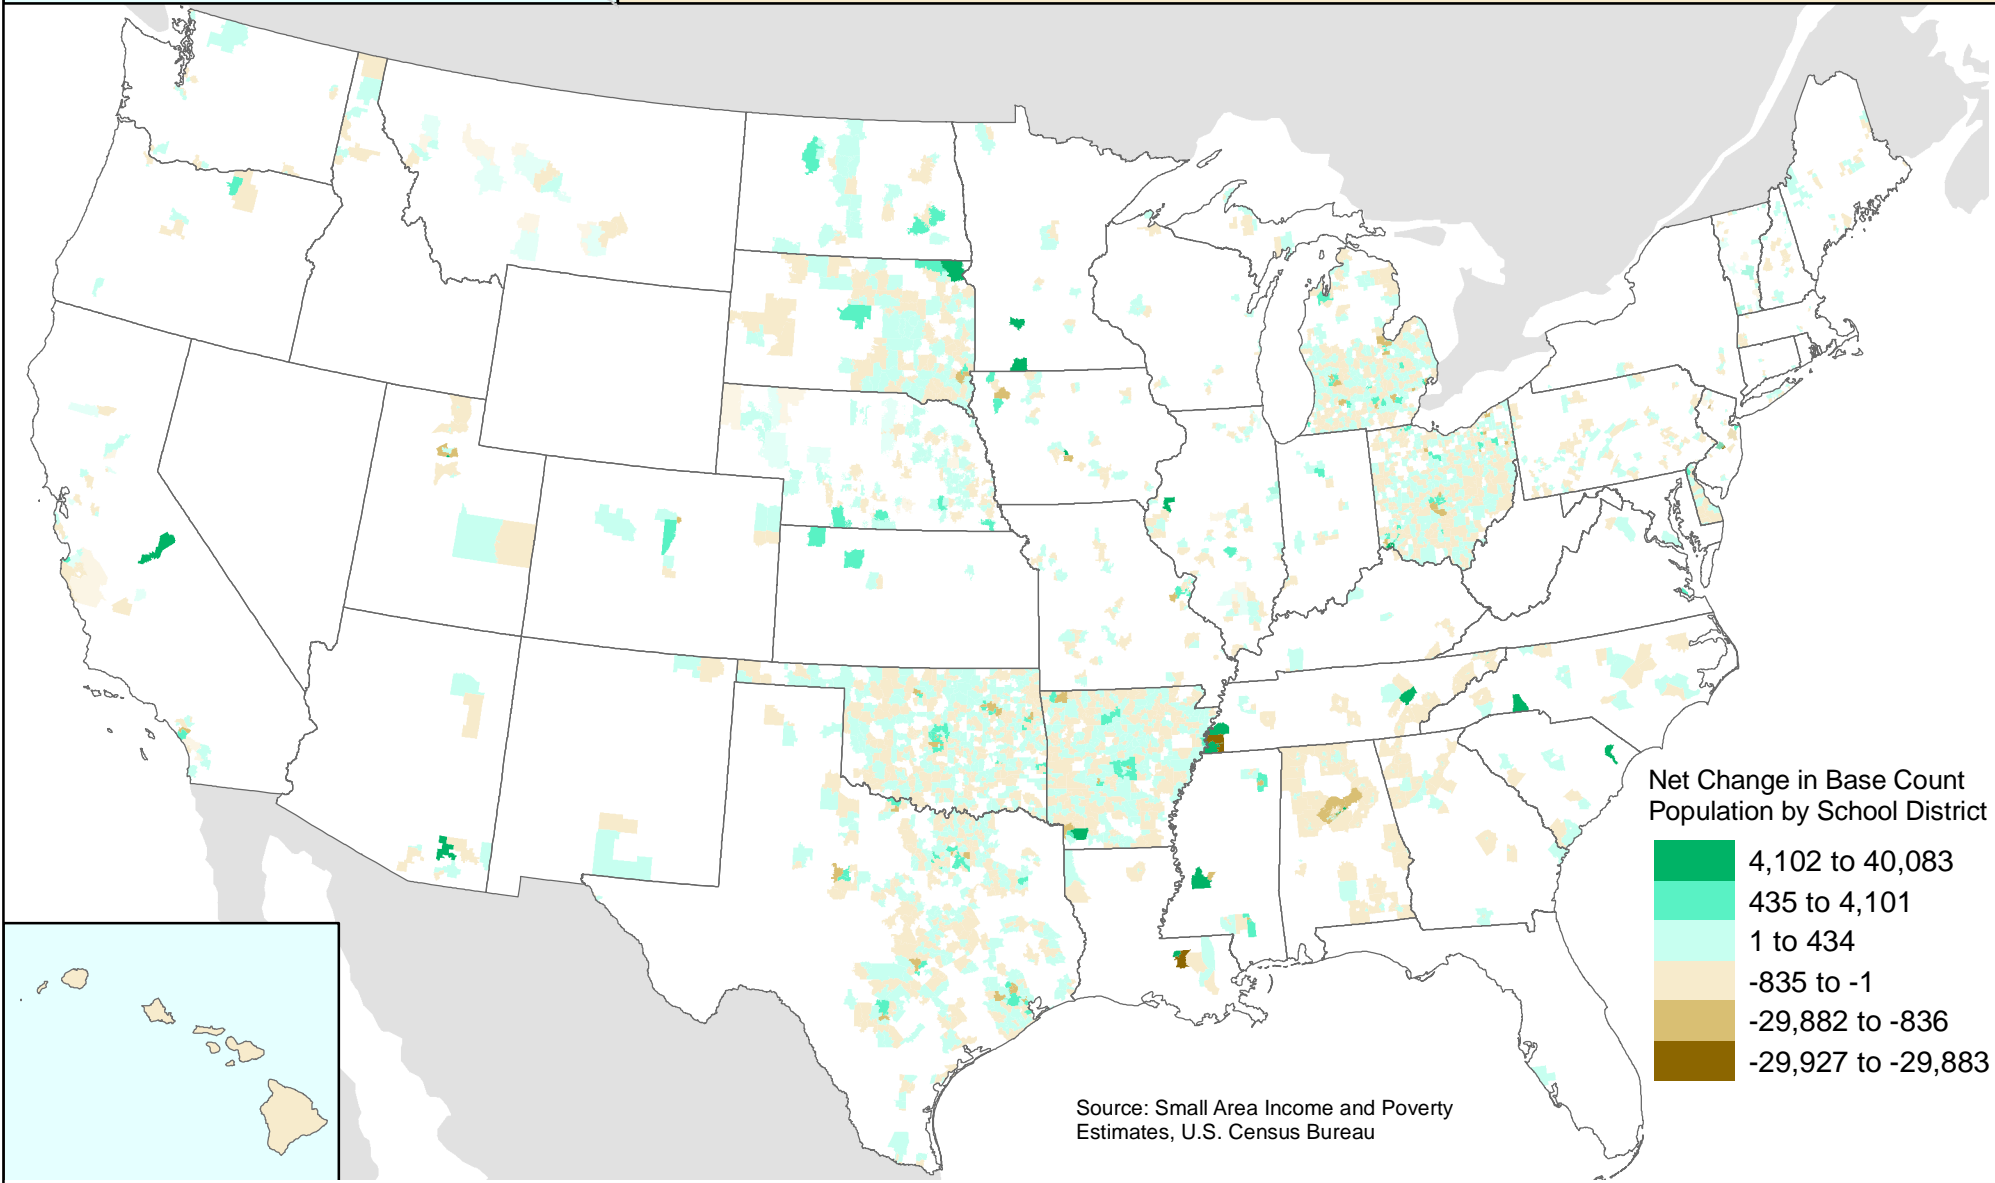 Net Change in Base Count
Population by School District
4,102 to 40,083
435 to 4,101
1 to 434
-835 to -1
-29,882 to -836
-29,927 to -29,883
Source: Small Area Income and Poverty
Estimates, U.S. Census Bureau